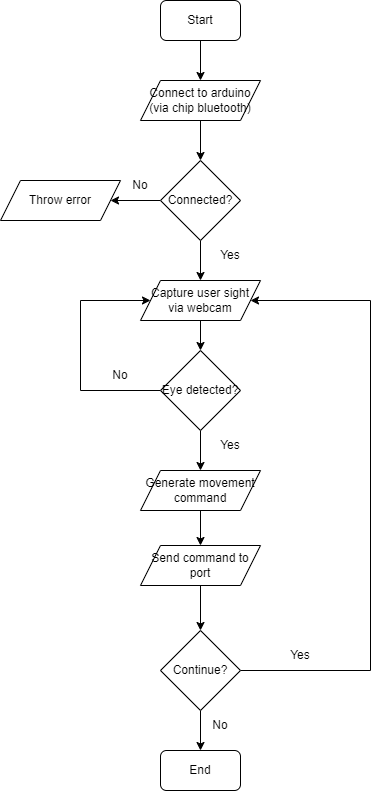 Start
Connect to arduino
(via chip bluetooth)
Connected?
No
Throw error
Yes
Capture user sight
via webcam
No
Eye detected?
Yes
Generate movement
command
Send command to
port
Yes
Continue?
No
End